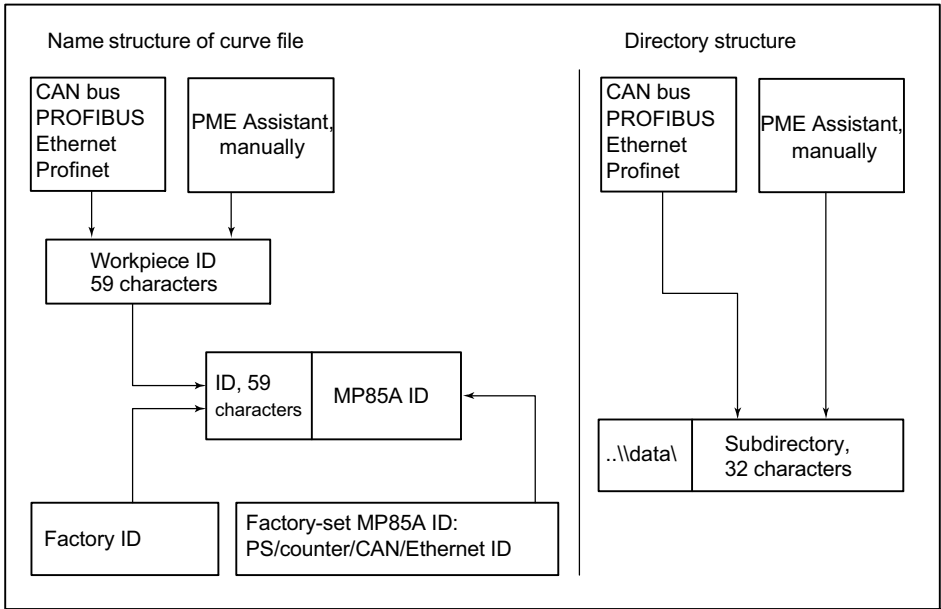 Name structure of curve file
CAN bus
PROFIBUS
Ethernet
Profinet
PME Assistant,
manually
Workpiece ID
59 characters
ID, 59
characters
MP85A ID
Factory ID
Factory-set MP85A ID:
PS/counter/CAN/Ethernet ID
Directory structure
CAN bus
PROFIBUS
Ethernet
Profinet
PME Assistant,
manually
..\\data\
Subdirectory,
32 characters